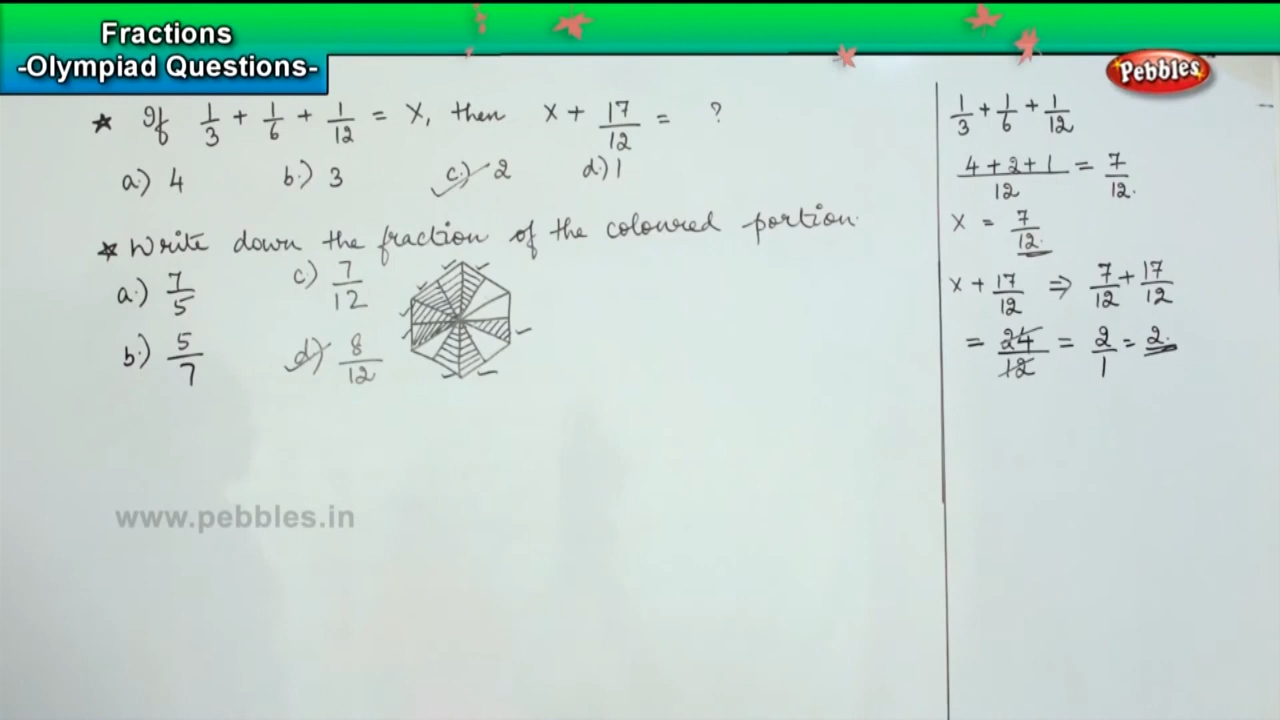 Fractions
-Olympiad Questions-
Pebbles
★ If 1/3 + 1/6 + 1/12 = x, then x + 17/12 = ?
a.) 4 b.) 3 c.) 2 d.) 1
★ Write down the fraction of the coloured portion.
a.) 7/5 c.) 7/12
b.) 5/7 d.) 8/12
1/3 + 1/6 + 1/12
4+2+1/12 = 7/12.
x = 7/12.
x + 17/12 ⇒ 7/12 + 17/12
= 24/12 = 2/1 = 2.
www.pebbles.in